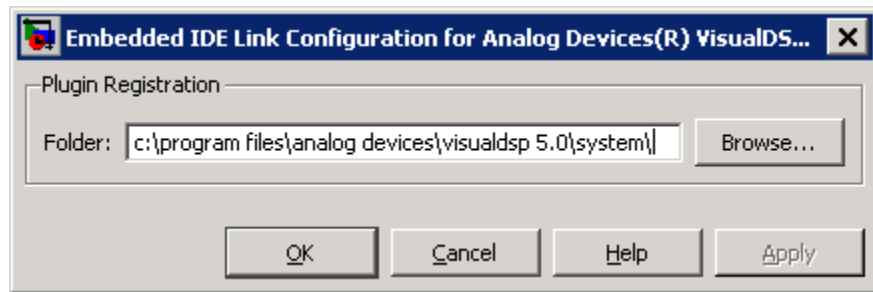 Embedded IDE Link Configuration for Analog Devices(R) VisualDS...
Plugin Registration
Folder: c:\program files\analog devices\visualdsp 5.0\system\ Browse...
OK Cancel Help Apply